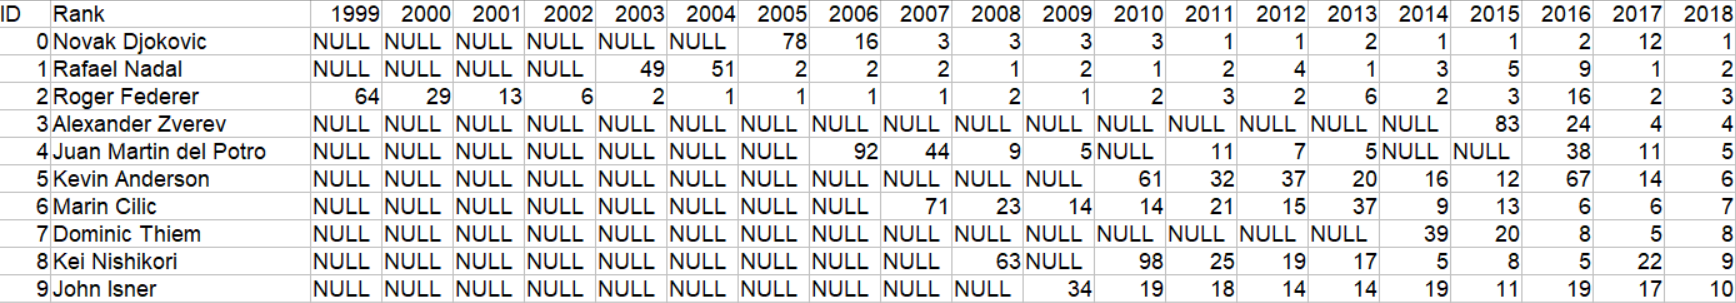 ID Rank 1999 2000 2001 2002 2003 2004 2005 2006 2007 2008 2009 2010 2011 2012 2013 2014 2015 2016 2017 2018
0 Novak Djokovic NULL NULL NULL NULL NULL NULL 78 16 3 3 3 3 1 1 2 1 1 2 12 1
1 Rafael Nadal NULL NULL NULL NULL 49 51 2 2 2 1 2 1 2 4 1 3 5 9 1 2
2 Roger Federer 64 29 13 6 2 1 1 1 1 2 1 2 3 2 6 2 3 16 2 3
3 Alexander Zverev NULL NULL NULL NULL NULL NULL NULL NULL NULL NULL NULL NULL NULL NULL NULL NULL 83 24 4 4
4 Juan Martin del Potro NULL NULL NULL NULL NULL NULL NULL 92 44 9 5 NULL 11 7 5 NULL NULL 38 11 5
5 Kevin Anderson NULL NULL NULL NULL NULL NULL NULL NULL NULL NULL NULL 61 32 37 20 16 12 67 14 6
6 Marin Cilic NULL NULL NULL NULL NULL NULL NULL NULL 71 23 14 14 21 15 37 9 13 6 6 7
7 Dominic Thiem NULL NULL NULL NULL NULL NULL NULL NULL NULL NULL NULL NULL NULL NULL NULL 39 20 8 5 8
8 Kei Nishikori NULL NULL NULL NULL NULL NULL NULL NULL NULL 63 NULL 98 25 19 17 5 8 5 22 9
9 John Isner NULL NULL NULL NULL NULL NULL NULL NULL NULL NULL 34 19 18 14 14 19 11 19 17 10